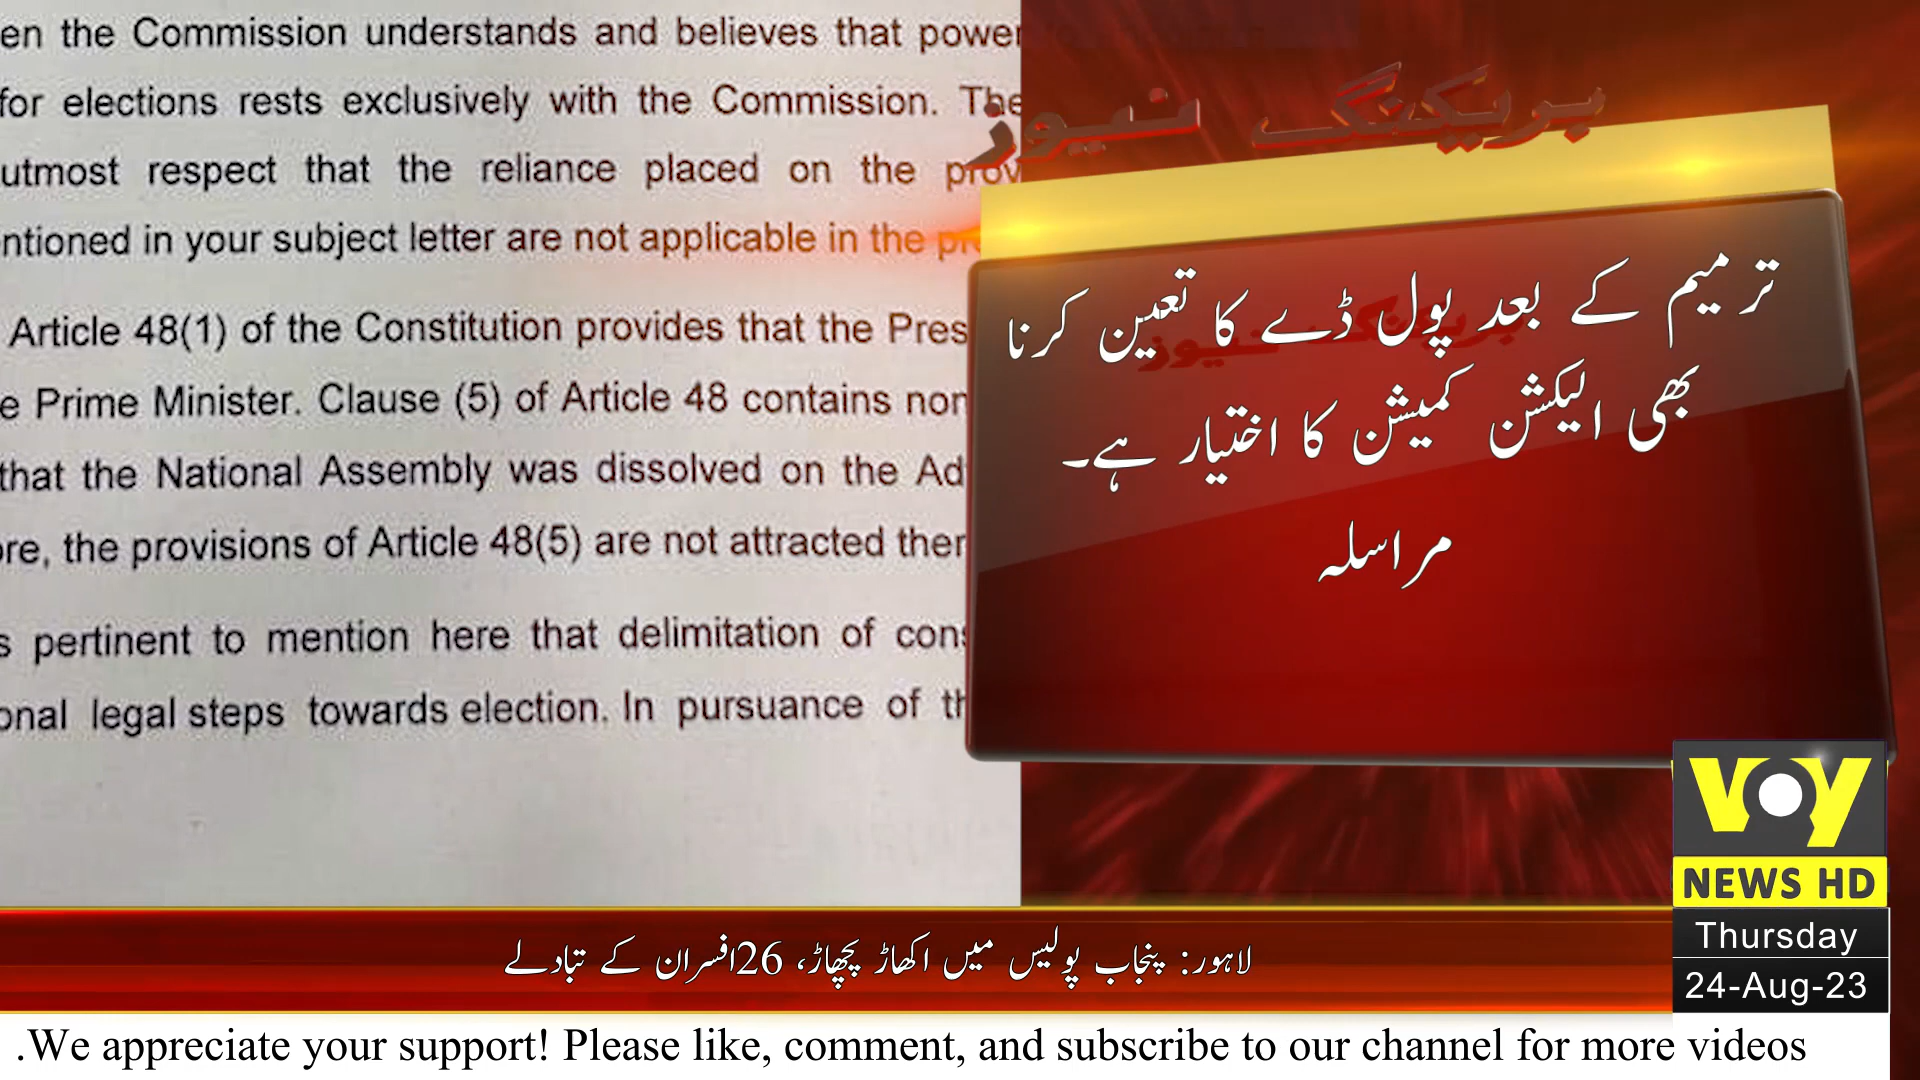 en the Commission understands and believes that power
for elections rests exclusively with the Commission. The
utmost respect that the reliance placed on the prov
ntioned in your subject letter are not applicable in the pr
Article 48(1) of the Constitution provides that the Pres
e Prime Minister. Clause (5) of Article 48 contains non
that the National Assembly was dissolved on the Ad
ore, the provisions of Article 48(5) are not attracted ther
s pertinent to mention here that delimitation of cons
onal legal steps towards election. In pursuance of th
بریکنگ نیوز
ترمیم کے بعد پول ڈے کا تعین کرنا
بھی الیکشن کمیشن کا اختیار ہے۔
مراسلہ
بریکنگ نیوز
VOY
NEWS HD
Thursday
24-Aug-23
لاہور: پنجاب پولیس میں اکھاڑ پچھاڑ، 26افسران کے تبادلے
.We appreciate your support! Please like, comment, and subscribe to our channel for more videos